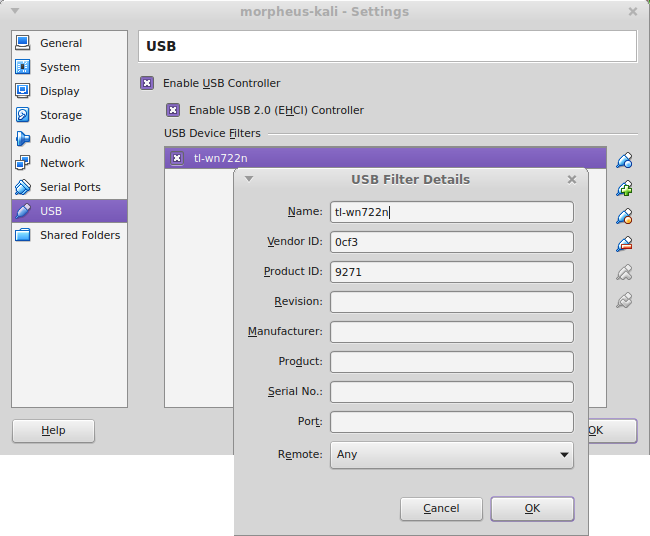 morpheus-kali - Settings
General
System
Display
Storage
Audio
Network
Serial Ports
USB
Shared Folders
USB
Enable USB Controller
Enable USB 2.0 (EHCI) Controller
USB Device Filters
tl-wn722n
USB Filter Details
Name: tl-wn722n
Vendor ID: 0cf3
Product ID: 9271
Revision:
Manufacturer:
Product:
Serial No.:
Port:
Remote: Any
Cancel OK
Help OK